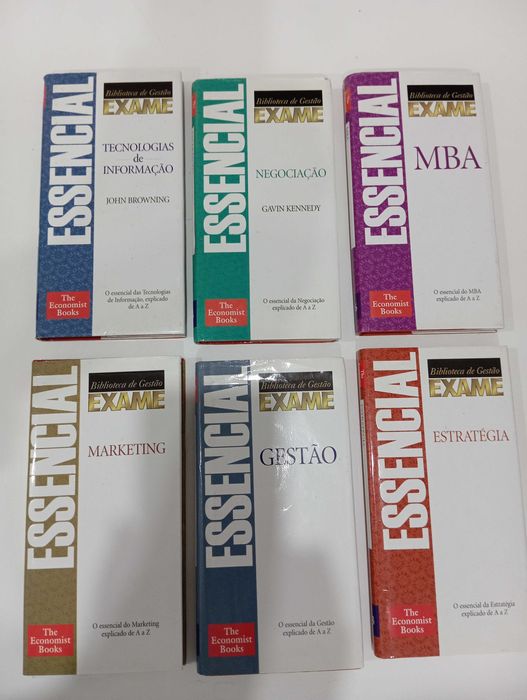 ESSENCIAL
Biblioteca de Gestão
EXAME
TECNOLOGIAS
de
INFORMAÇÃO
JOHN BROWNING
O essencial das Tecnologias
de Informação, explicado
de A a Z
The
Economist
Books
ESSENCIAL
Biblioteca de Gestão
EXAME
NEGOCIAÇÃO
GAVIN KENNEDY
O essencial da Negociação
explicado de A a Z
The
Economist
Books
ESSENCIAL
Biblioteca de Gestão
EXAME
MBA
O essencial do MBA
explicado de A a Z
The
Economist
Books
ESSENCIAL
Biblioteca de Gestão
EXAME
MARKETING
O essencial do Marketing
explicado de A a Z
The
Economist
Books
ESSENCIAL
Biblioteca de Gestão
EXAME
GESTÃO
O essencial da Gestão
explicado de A a Z
The
Economist
Books
ESSENCIAL
Biblioteca de Gestão
EXAME
ESTRATÉGIA
O essencial da Estratégia
explicado de A a Z
The
Economist
Books